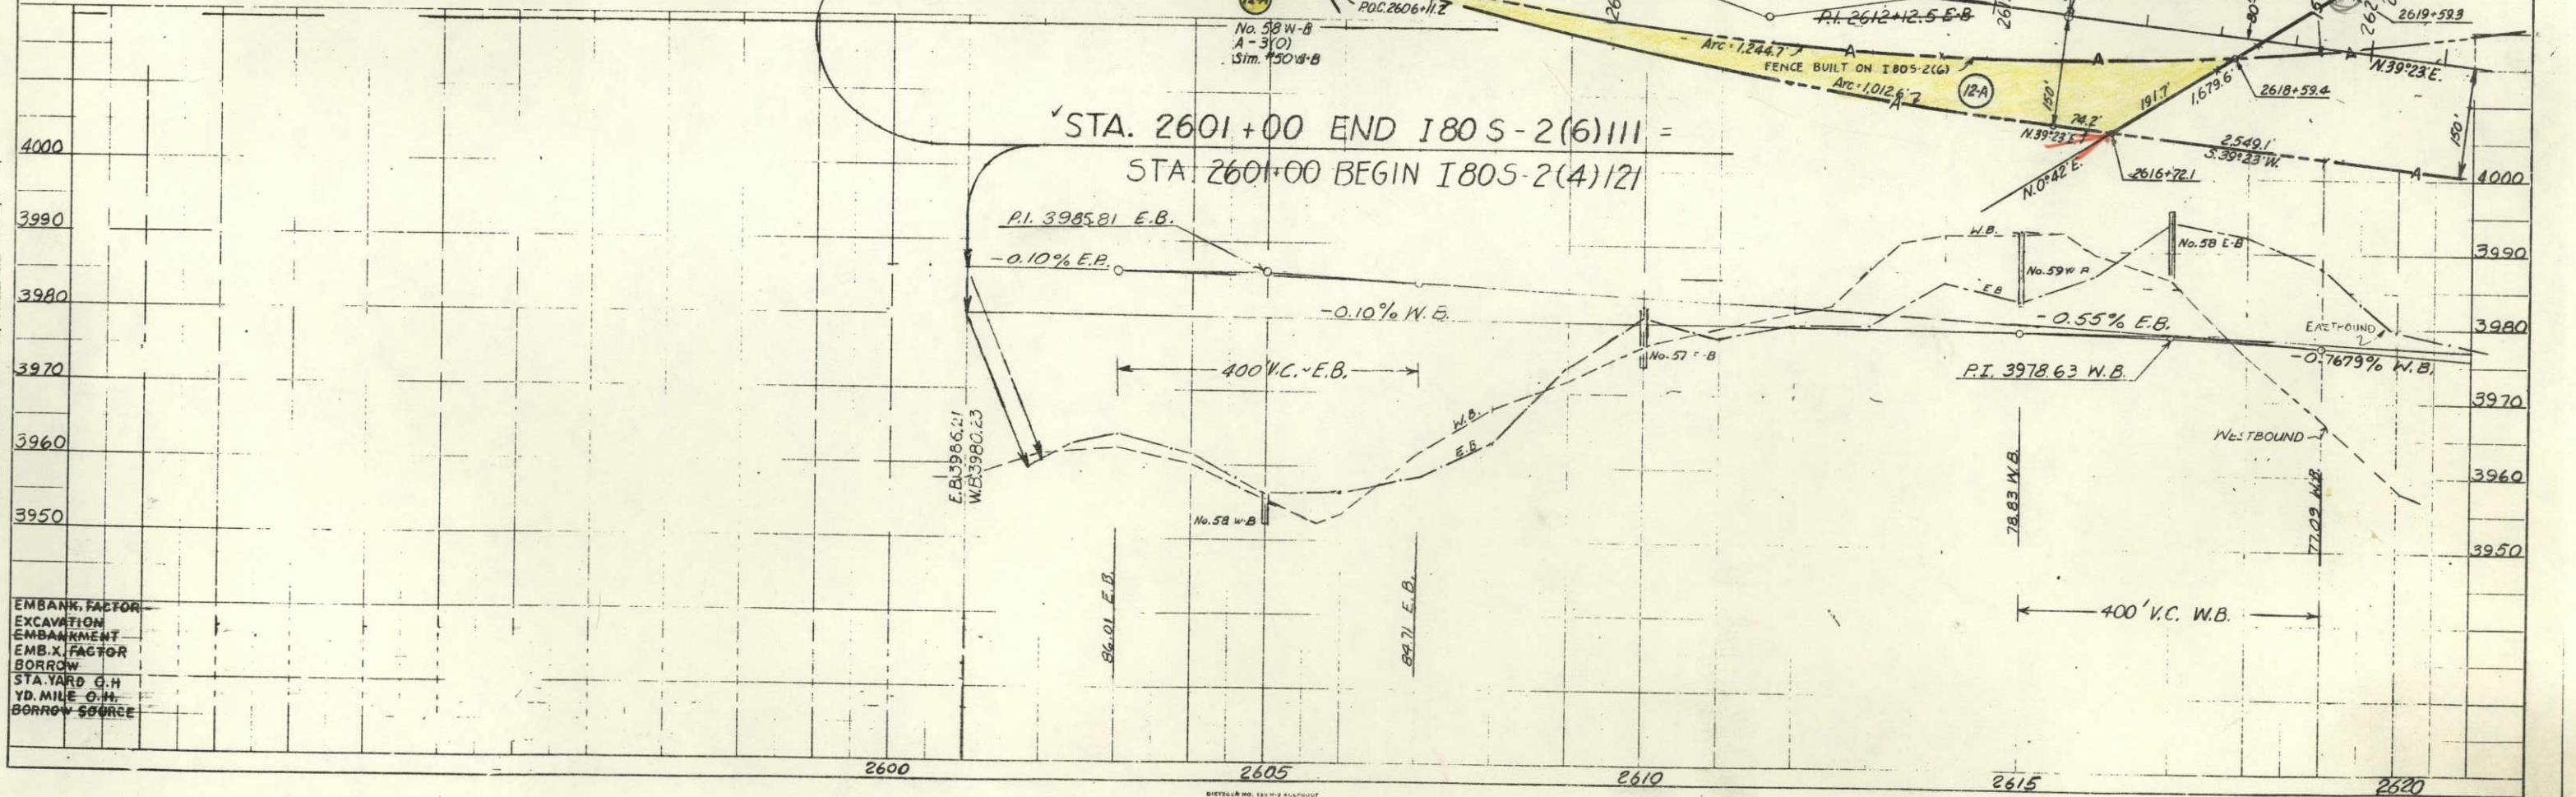 P.O.C. 2606+11.2
No. 58 W-B
A-3(0)
Sim. #50 W-B
P.I. 2612+12.5 E-B
2619+59.3
Arc = 1,244.7'
A
A
A
FENCE BUILT ON I 80S-2(6)
12-A
Arc = 1,012.6'
A
150'
191.7'
1,679.6'
2618+59.4
N.39°23'E.
74.2'
N.39°23'E.
2,549.1'
S.39°23'W.
A
150'
N.0°42'E.
2616+72.1
STA. 2601+00 END I 80 S-2(6)111 =
STA. 2601+00 BEGIN I 80S-2(4)121
4000
3990
3980
3970
3960
3950
P.I. 3985.81 E.B.
-0.10% E.B.
-0.10% W.B.
400' V.C.~E.B.
E.B. 3986.21
W.B. 3980.23
No. 58 W-B
W.B.
E.B
No. 57 E-B
W.B.
E B
No. 59 W B
No. 58 E-B
-0.55% E.B.
EASTBOUND
-0.7679% W.B.
P.I. 3978.63 W.B.
WESTBOUND
86.01 E.B.
84.71 E.B.
78.83 W.B.
77.09 W.B.
400' V.C. W.B.
4000
3990
3980
3970
3960
3950
EMBANK. FACTOR
EXCAVATION
EMBANKMENT
EMB. X FACTOR
BORROW
STA. YARD O.H
YD. MILE O.H.
BORROW SOURCE
2600
2605
2610
2615
2620